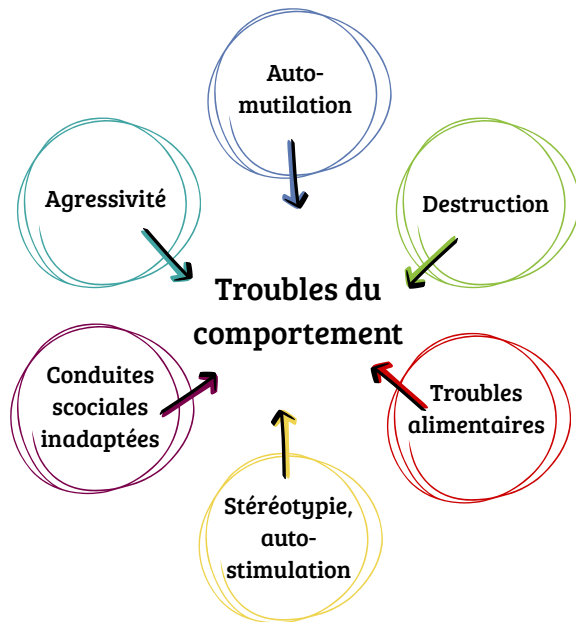 Auto-
mutilation
Agressivité
Destruction
Troubles du
comportement
Conduites
scociales
inadaptées
Troubles
alimentaires
Stéréotypie,
auto-
stimulation